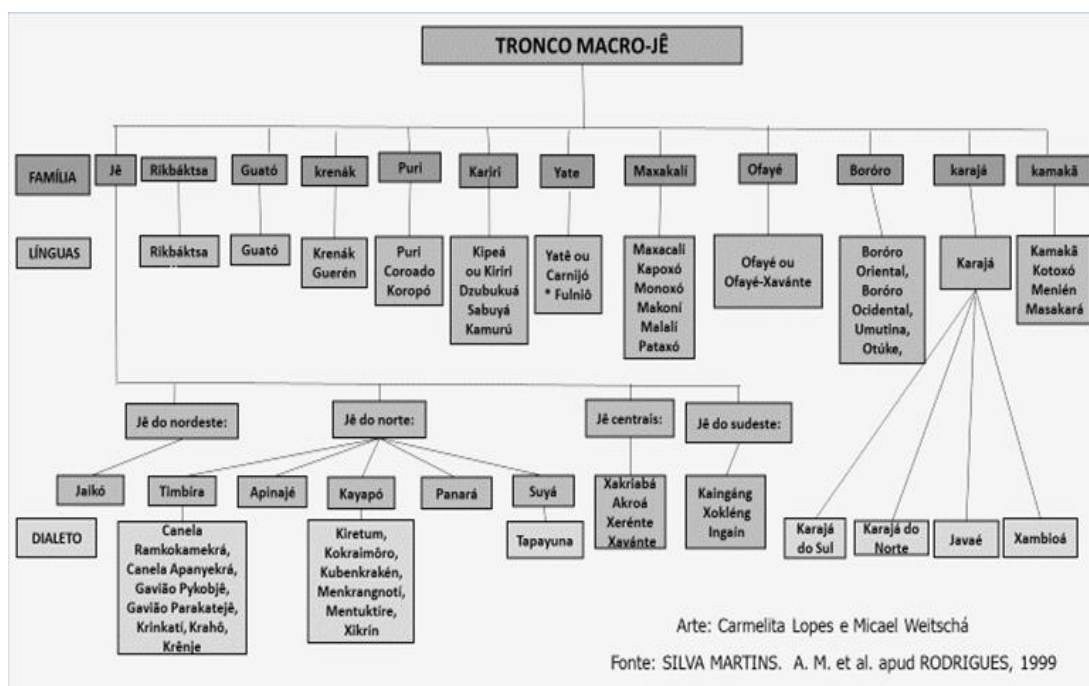 TRONCO MACRO-JÊ
FAMÍLIA
Jê
Rikbáktsa
Guató
krenák
Puri
Kariri
Yate
Maxakalí
Ofayé
Boróro
karajá
kamakã
LÍNGUAS
Rikbáktsa
Guató
Krenák
Guerén
Puri
Coroado
Koropó
Kipeá
ou Kiriri
Dzubukuá
Sabuyá
Kamurú
Yatê ou
Carnijó
* Fulniô
Maxacali
Kapoxó
Monoxó
Makoní
Malalí
Pataxó
Ofayé ou
Ofayé-Xavánte
Boróro
Oriental,
Boróro
Ocidental,
Umutina,
Otúke,
Karajá
Kamakã
Kotoxó
Menién
Masakará
Jê do nordeste:
Jê do norte:
Jê centrais:
Jê do sudeste:
Jaikó
Timbira
Apinajé
Kayapó
Panará
Suyá
Xakriabá
Akroá
Xerénte
Xavánte
Kaingáng
Xokléng
Ingain
DIALETO
Canela
Ramkokamekrá,
Canela Apanyekrá,
Gavião Pykobjê,
Gavião Parakatejê,
Krinkatí, Krahô,
Krênje
Kiretum,
Kokraimôro,
Kubenkrakén,
Menkrangnotí,
Mentuktíre,
Xikrin
Tapayuna
Karajá
do Sul
Karajá do
Norte
Javaé
Xambioá
Arte: Carmelita Lopes e Micael Weitschá
Fonte: SILVA MARTINS. A. M. et al. apud RODRIGUES, 1999